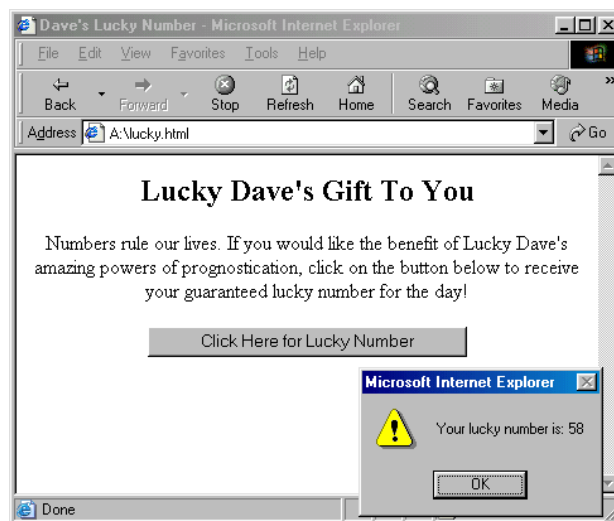 Dave's Lucky Number - Microsoft Internet Explorer
File Edit View Favorites Tools Help
Back Forward Stop Refresh Home Search Favorites Media »
Address A:\lucky.html Go
Lucky Dave's Gift To You
Numbers rule our lives. If you would like the benefit of Lucky Dave's
amazing powers of prognostication, click on the button below to receive
your guaranteed lucky number for the day!
Click Here for Lucky Number
Microsoft Internet Explorer
Your lucky number is: 58
OK
Done